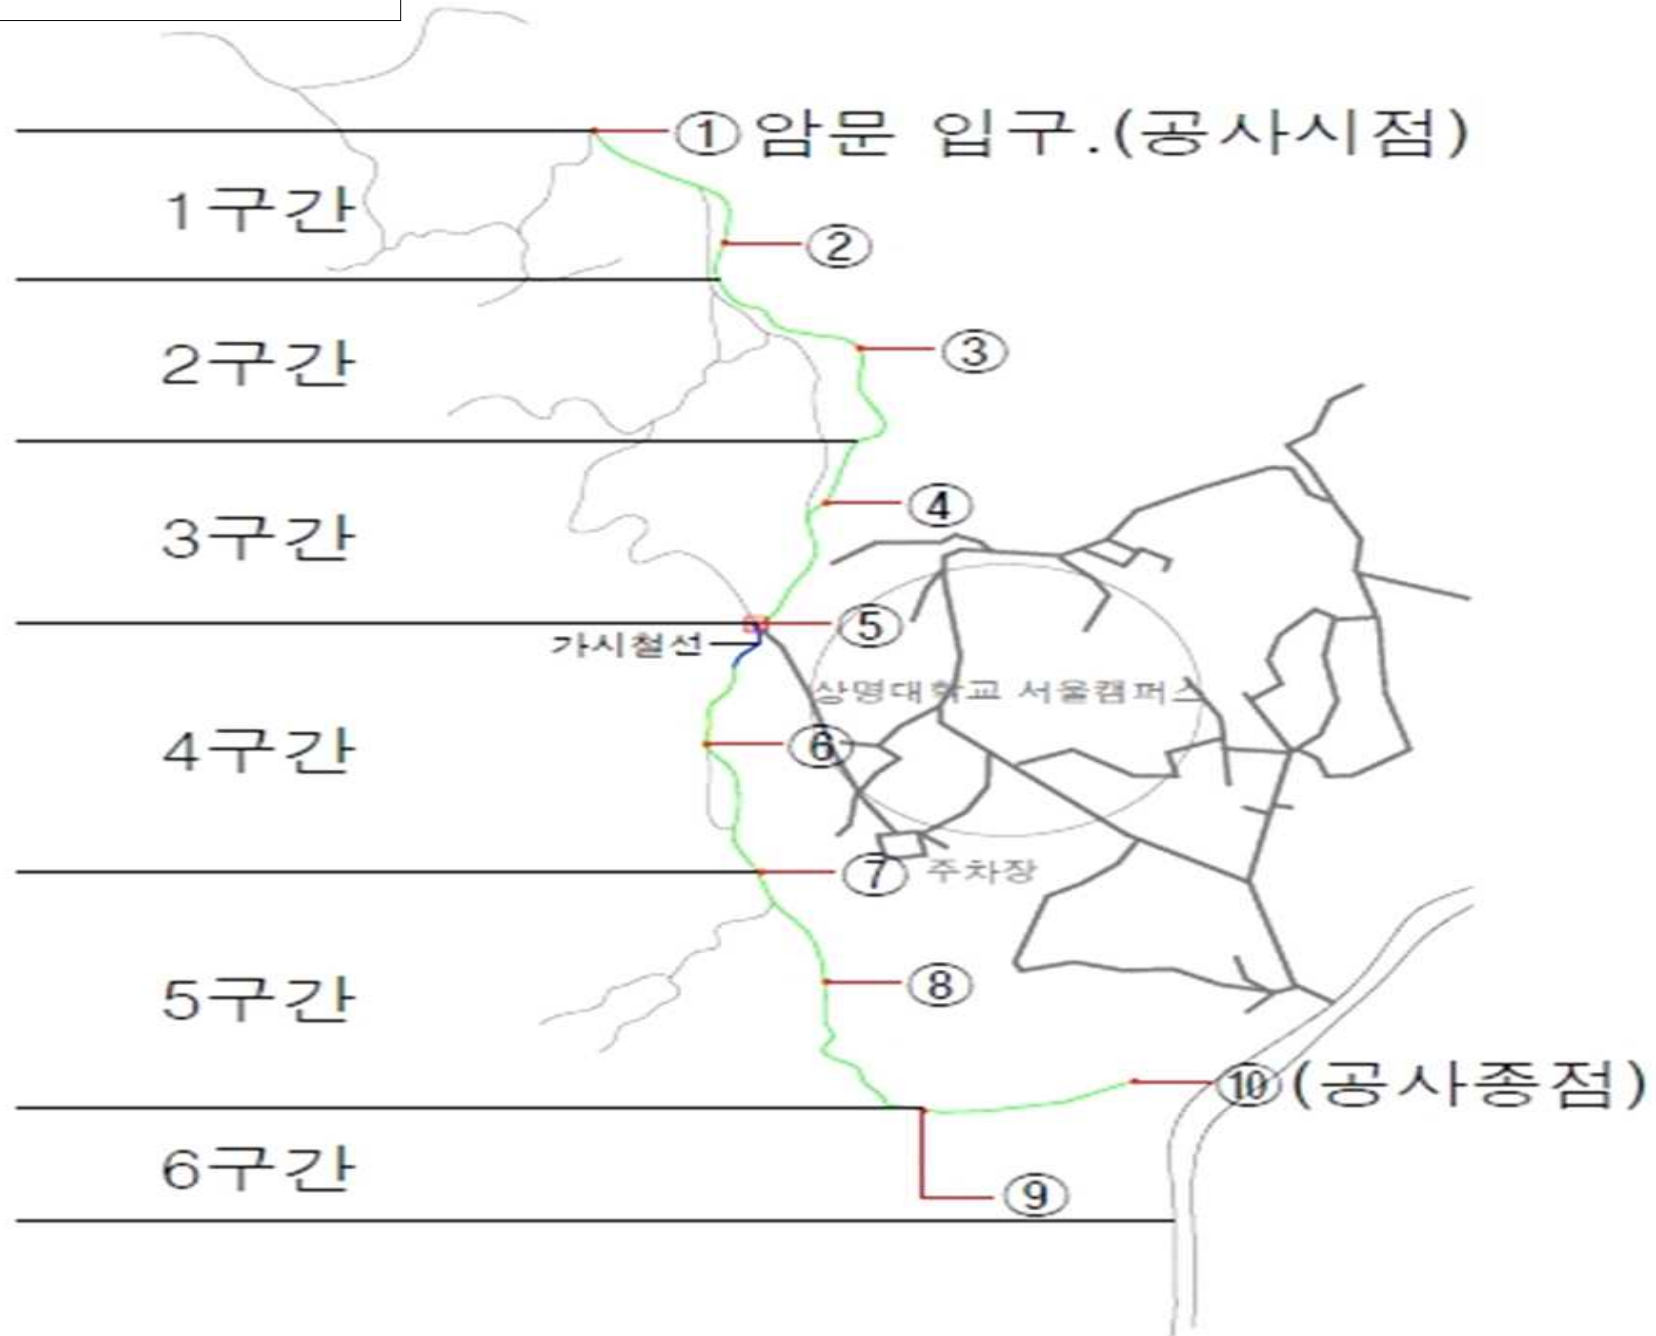 ① 암문 입구.(공사시점)
1구간
②
2구간
③
④
3구간
⑤
가시철선
상명대학교 서울캠퍼스
4구간
⑥
⑦
주차장
⑧
5구간
⑩ (공사종점)
6구간
⑨